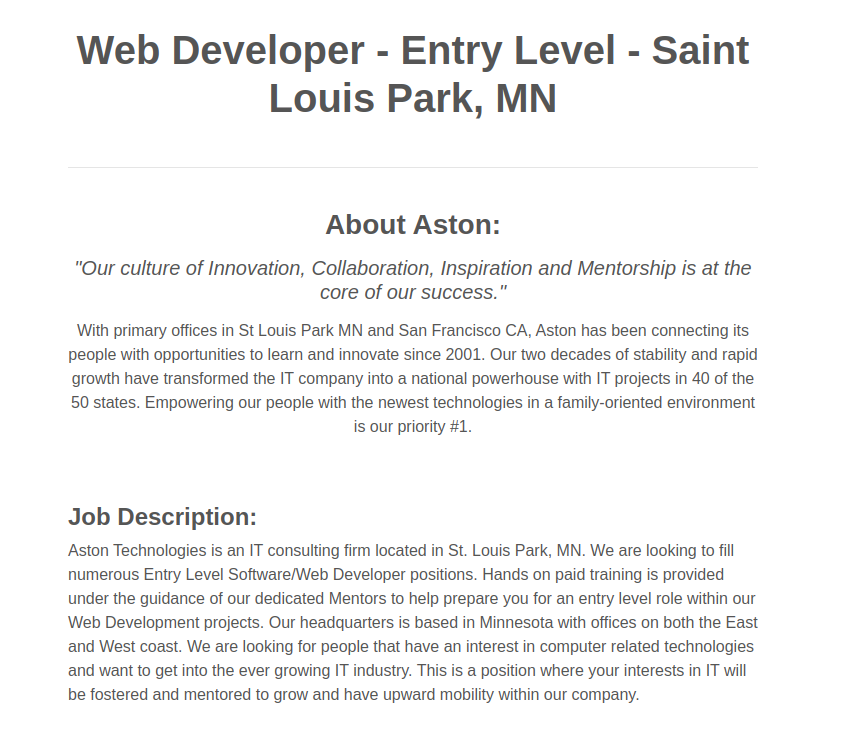 Web Developer - Entry Level - Saint
Louis Park, MN
About Aston:
"Our culture of Innovation, Collaboration, Inspiration and Mentorship is at the
core of our success."
With primary offices in St Louis Park MN and San Francisco CA, Aston has been connecting its
people with opportunities to learn and innovate since 2001. Our two decades of stability and rapid
growth have transformed the IT company into a national powerhouse with IT projects in 40 of the
50 states. Empowering our people with the newest technologies in a family-oriented environment
is our priority #1.
Job Description:
Aston Technologies is an IT consulting firm located in St. Louis Park, MN. We are looking to fill
numerous Entry Level Software/Web Developer positions. Hands on paid training is provided
under the guidance of our dedicated Mentors to help prepare you for an entry level role within our
Web Development projects. Our headquarters is based in Minnesota with offices on both the East
and West coast. We are looking for people that have an interest in computer related technologies
and want to get into the ever growing IT industry. This is a position where your interests in IT will
be fostered and mentored to grow and have upward mobility within our company.